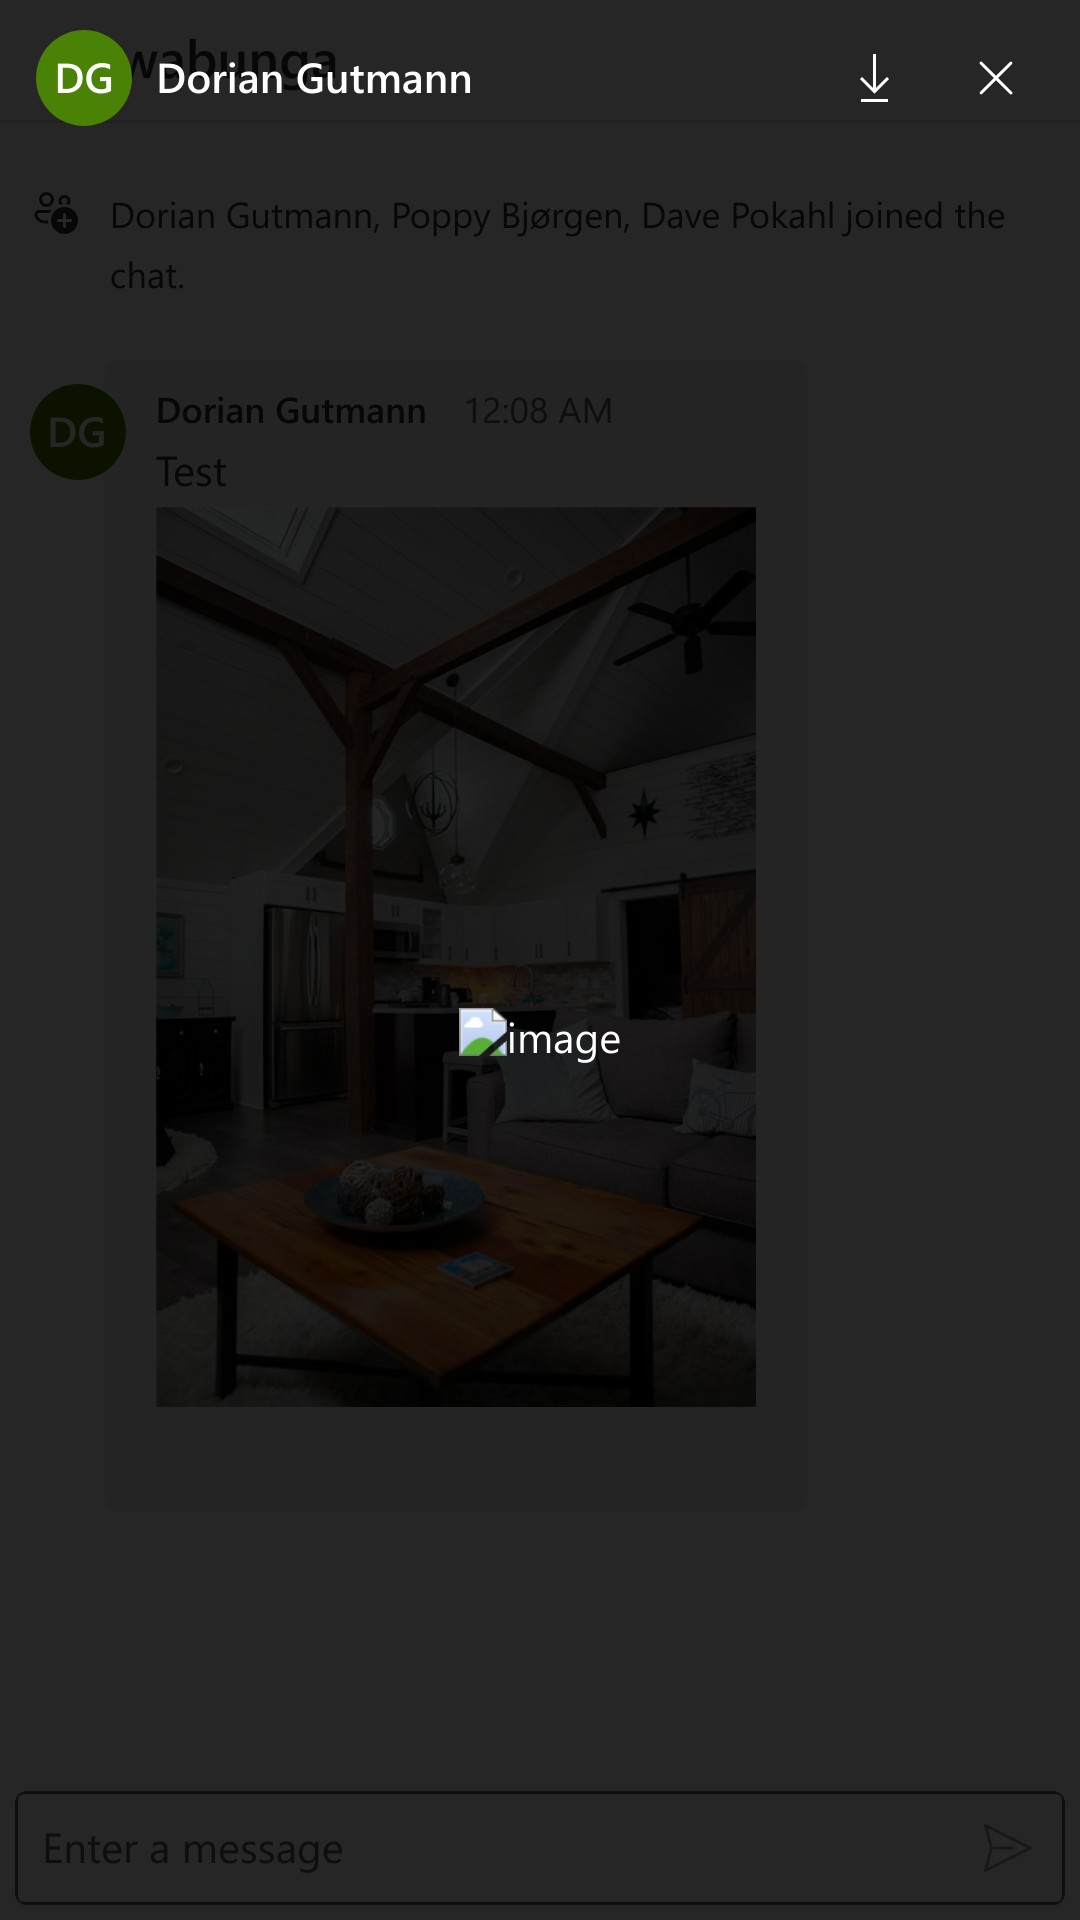 wabunga
DG Dorian Gutmann
Dorian Gutmann, Poppy Bjørgen, Dave Pokahl joined the
chat.
DG
Dorian Gutmann 12:08 AM
Test
image
Enter a message